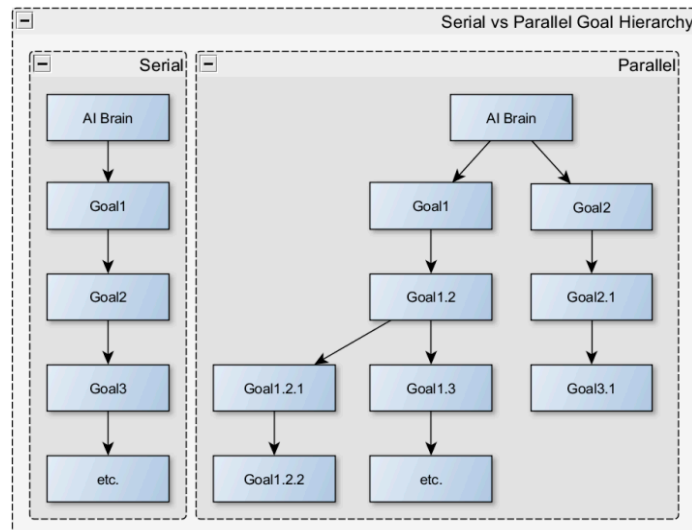 Serial vs Parallel Goal Hierarchy
Serial
AI Brain
Goal1
Goal2
Goal3
etc.
Parallel
AI Brain
Goal1
Goal2
Goal1.2
Goal2.1
Goal1.2.1
Goal1.3
Goal3.1
Goal1.2.2
etc.